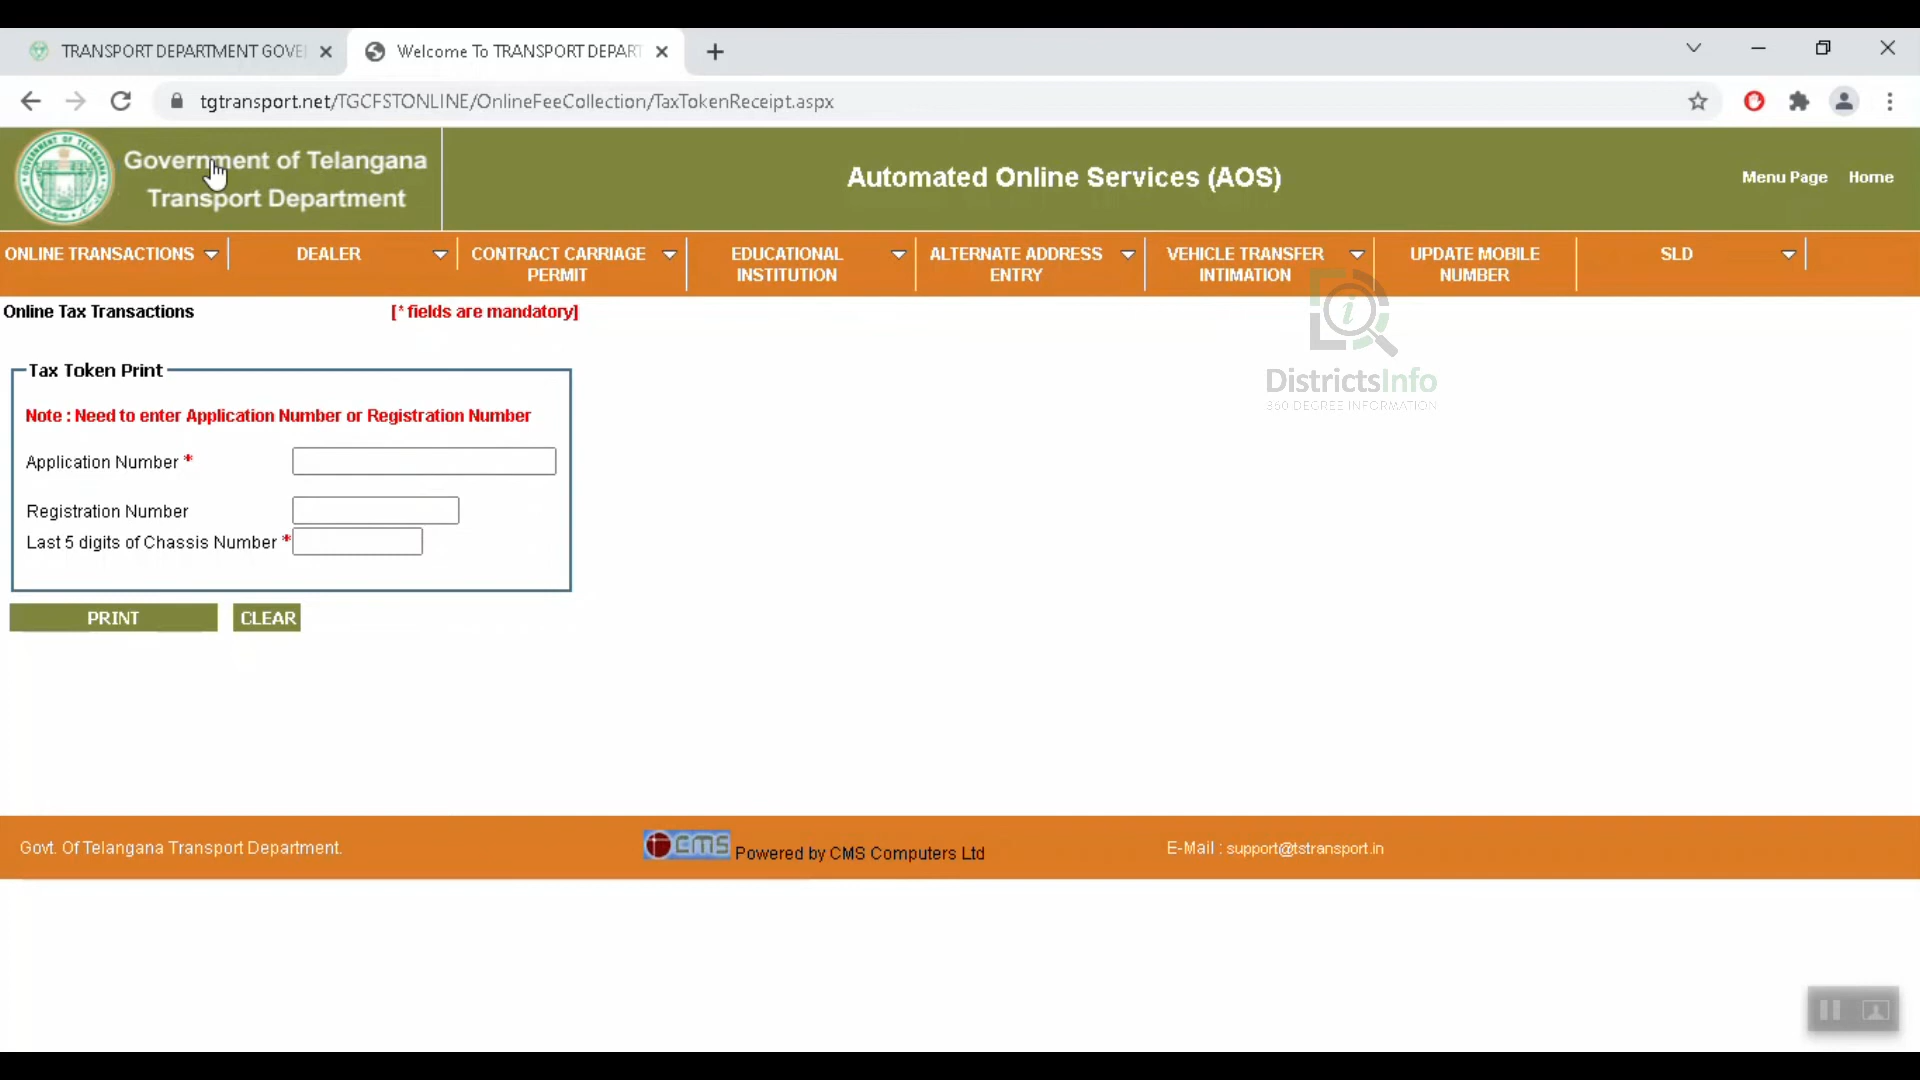 TRANSPORT DEPARTMENT GOVE
Welcome To TRANSPORT DEPART
tgtransport.net/TGCFSTONLINE/OnlineFeeCollection/TaxTokenReceipt.aspx
Government of Telangana
Transport Department
Automated Online Services (AOS)
Menu Page Home
ONLINE TRANSACTIONS
DEALER
CONTRACT CARRIAGE
PERMIT
EDUCATIONAL
INSTITUTION
ALTERNATE ADDRESS
ENTRY
VEHICLE TRANSFER
INTIMATION
UPDATE MOBILE
NUMBER
SLD
Online Tax Transactions [* fields are mandatory]
Tax Token Print
Note : Need to enter Application Number or Registration Number
Application Number *
Registration Number
Last 5 digits of Chassis Number *
PRINT CLEAR
DistrictsInfo
360 DEGREE INFORMATION
Govt. Of Telangana Transport Department.
CMS Powered by CMS Computers Ltd
E-Mail : support@tstransport.in